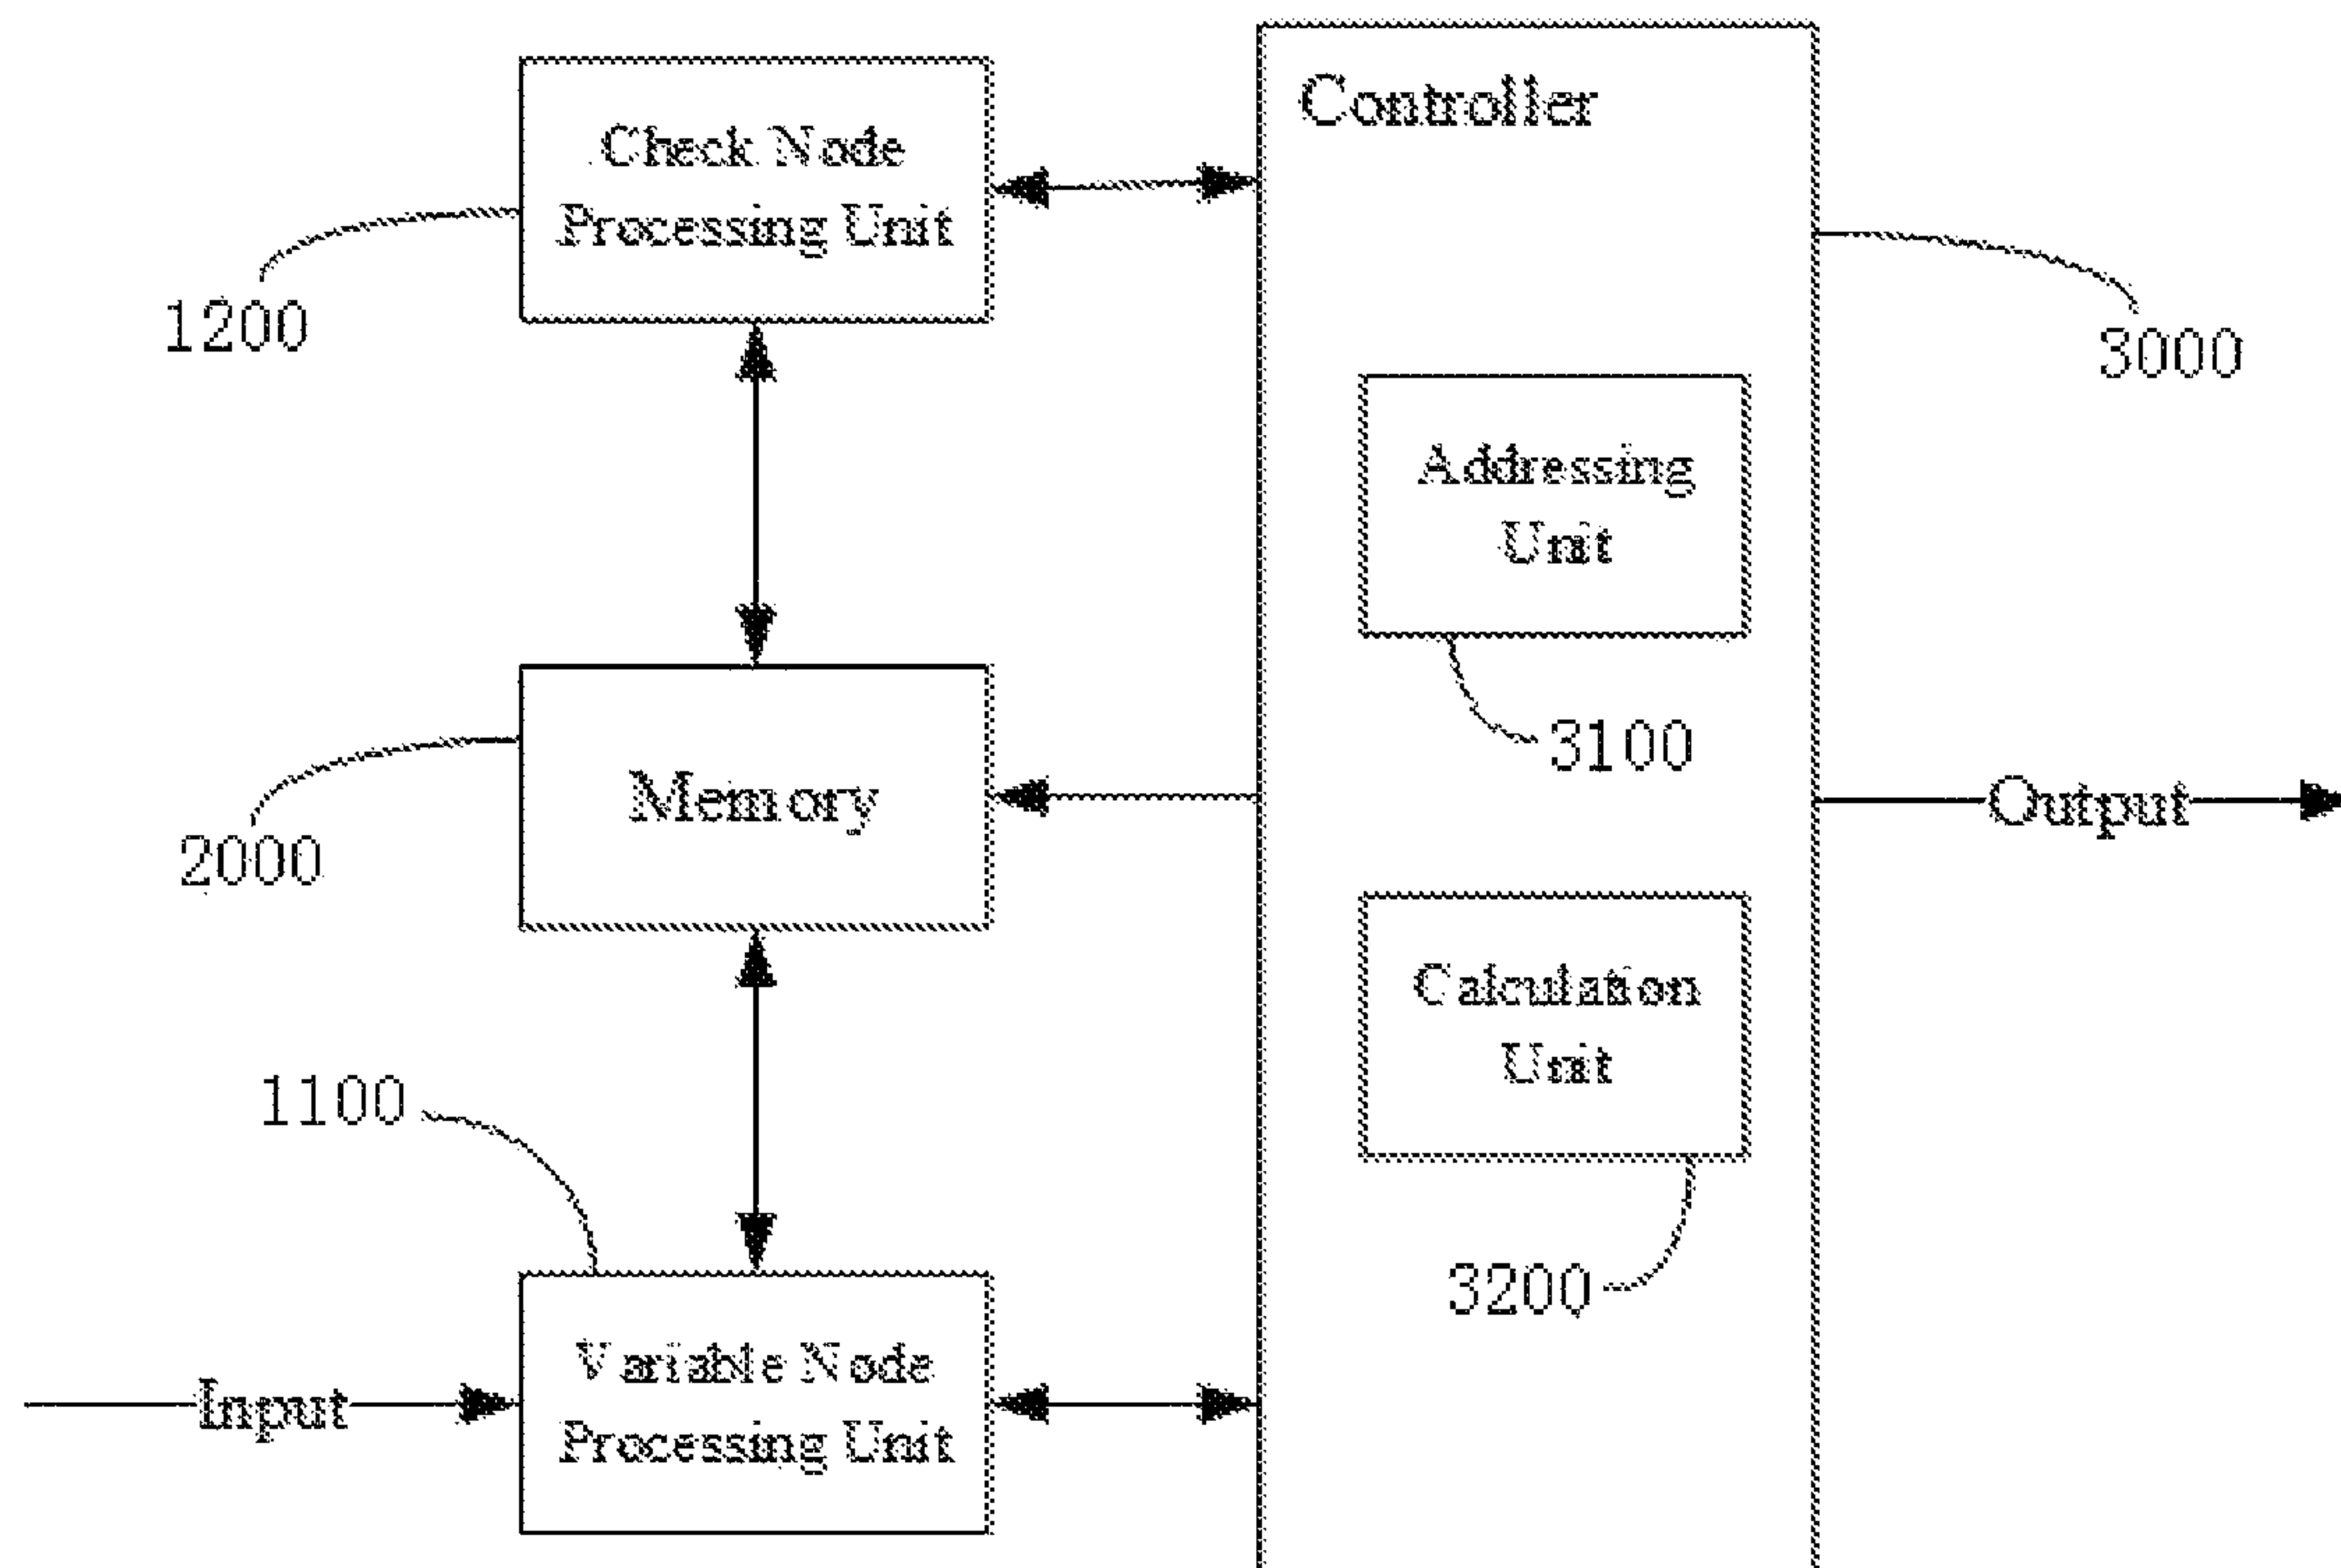 Check Node
Processing Unit
1200
Controller
3000
Addressing
Unit
3100
Memory
2000
Output
Calculation
Unit
3200
1100
Input
Variable Node
Processing Unit